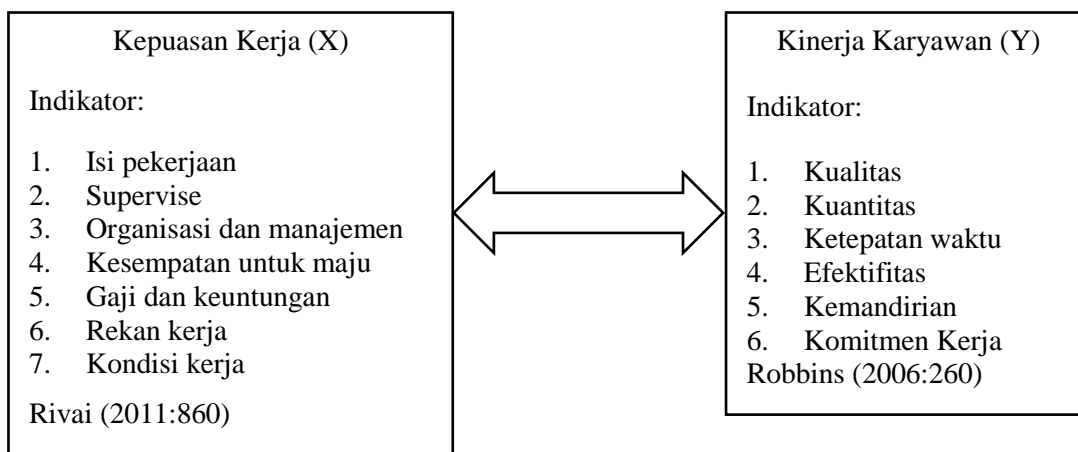 Kepuasan Kerja (X)
Indikator:
1. Isi pekerjaan
2. Supervise
3. Organisasi dan manajemen
4. Kesempatan untuk maju
5. Gaji dan keuntungan
6. Rekan kerja
7. Kondisi kerja
Rivai (2011:860)
Kinerja Karyawan (Y)
Indikator:
1. Kualitas
2. Kuantitas
3. Ketepatan waktu
4. Efektifitas
5. Kemandirian
6. Komitmen Kerja
Robbins (2006:260)